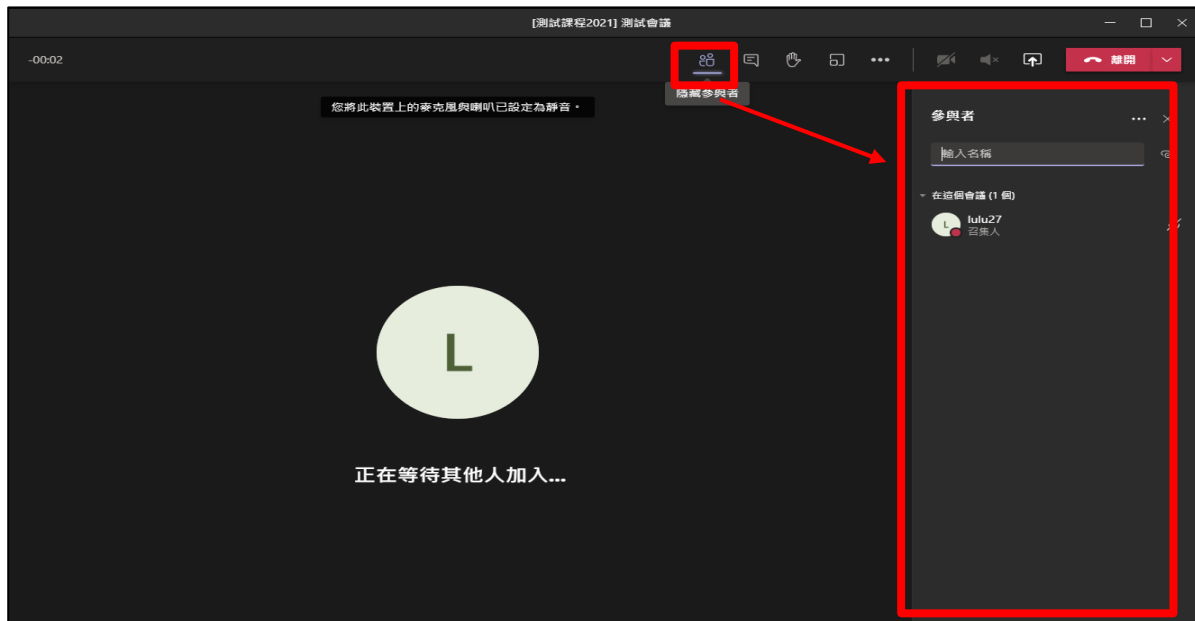 [測試課程2021] 測試會議
-00:02
離開
隱藏參與者
您將此裝置上的麥克風與喇叭已設定為靜音。
參與者
輸入名稱
在這個會議 (1 個)
L
lulu27
召集人
L
正在等待其他人加入...